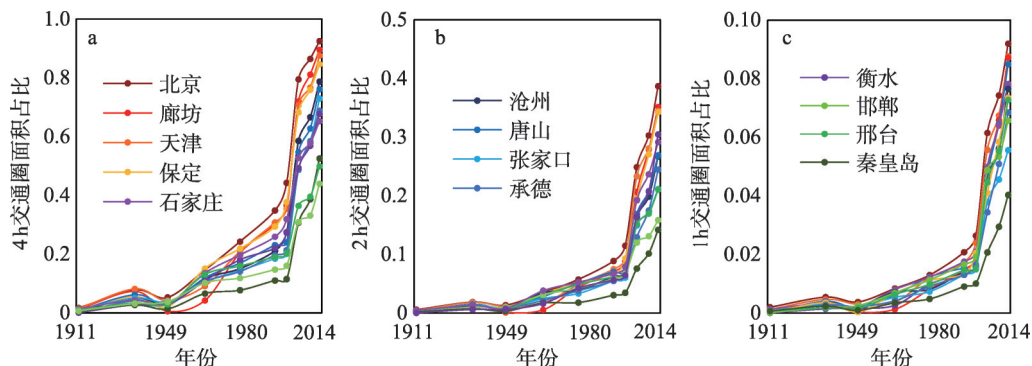 a
4h交通圈面积占比
1.0
0.8
0.6
0.4
0.2
0
北京
廊坊
天津
保定
石家庄
1911
1949
1980
2014
年份
b
2h交通圈面积占比
0.5
0.4
0.3
0.2
0.1
0
沧州
唐山
张家口
承德
1911
1949
1980
2014
年份
c
1h交通圈面积占比
0.10
0.08
0.06
0.04
0.02
0
衡水
邯郸
邢台
秦皇岛
1911
1949
1980
2014
年份